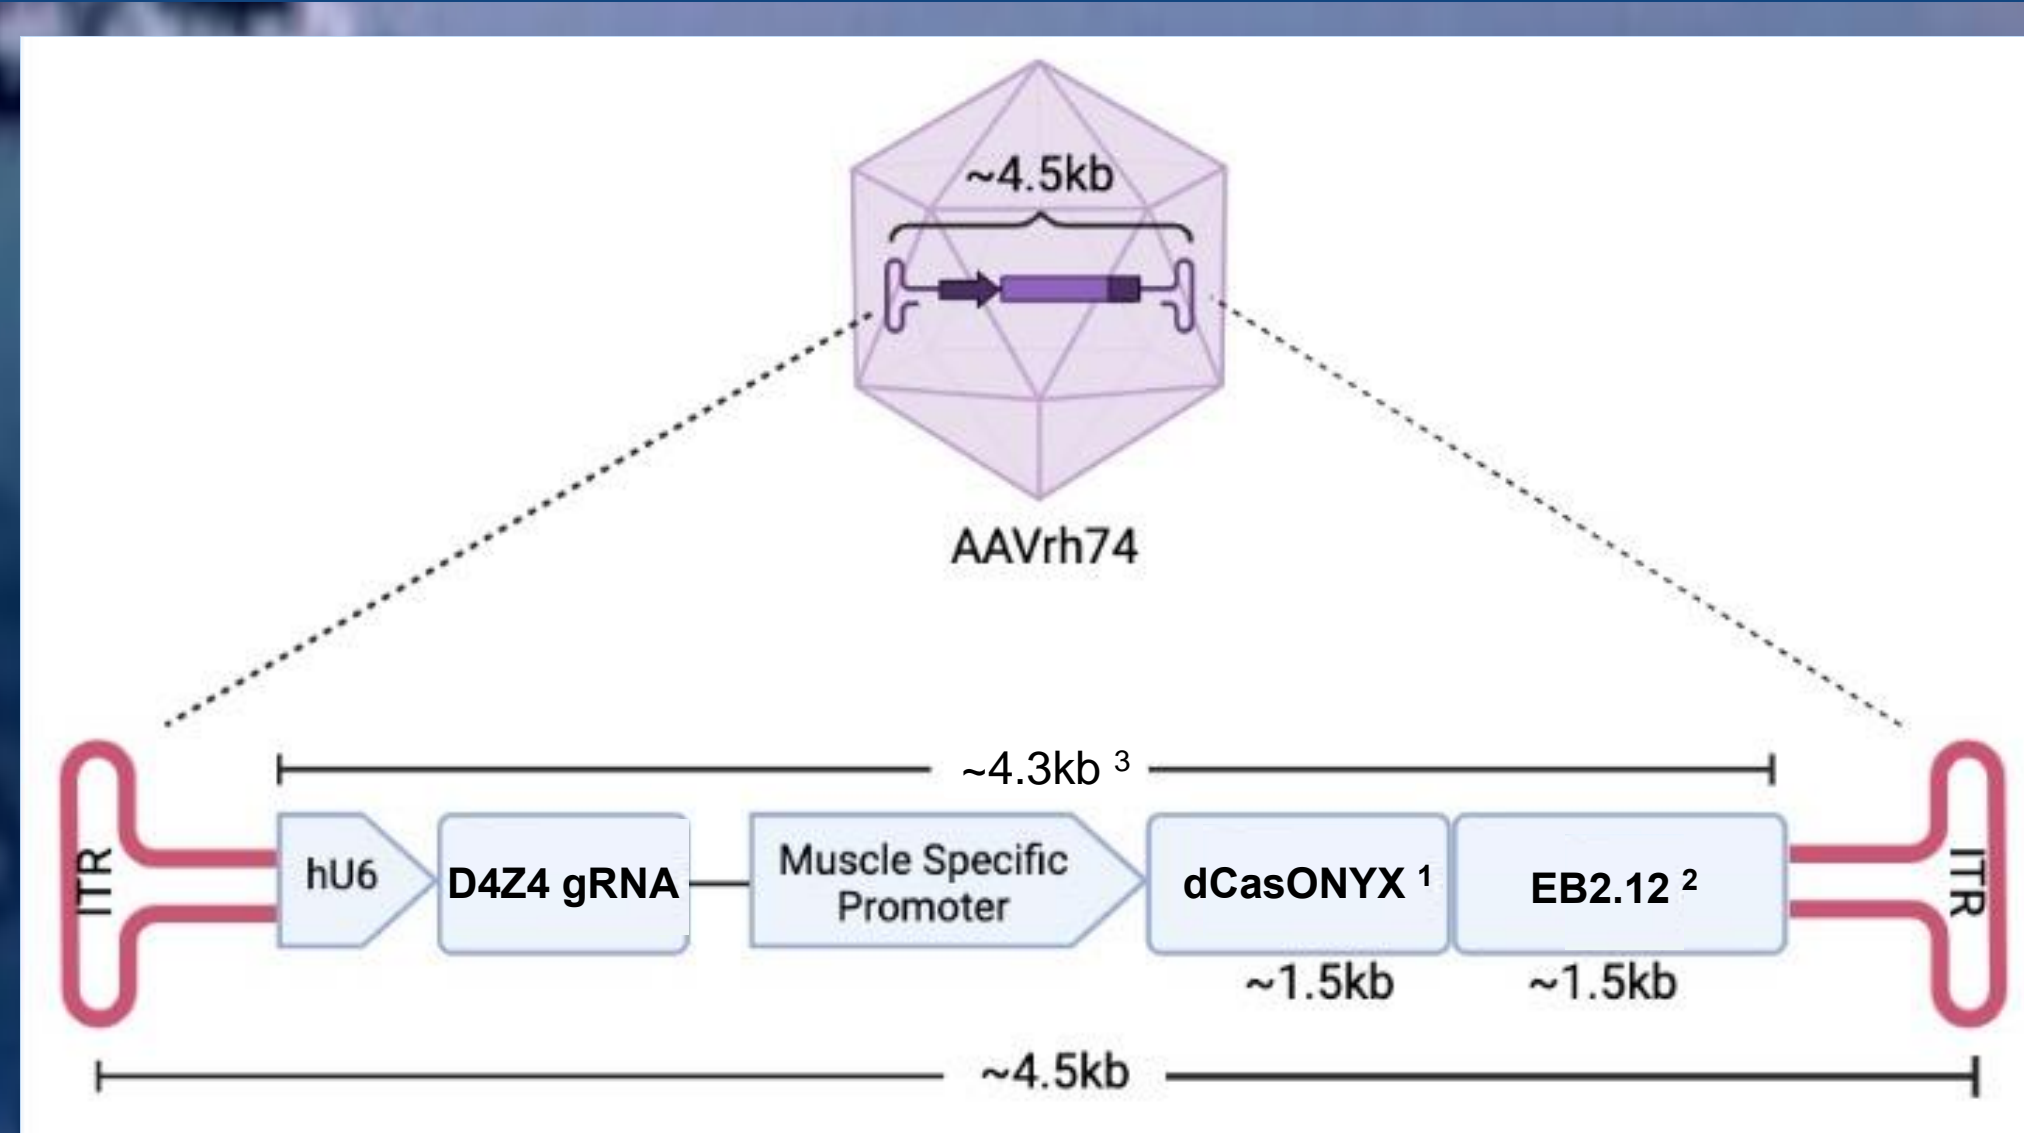 ~4.5kb
AAVrh74
~4.3kb ³
ITR
hU6
D4Z4 gRNA
Muscle Specific
Promoter
dCasONYX ¹
EB2.12 ²
ITR
~1.5kb
~1.5kb
~4.5kb